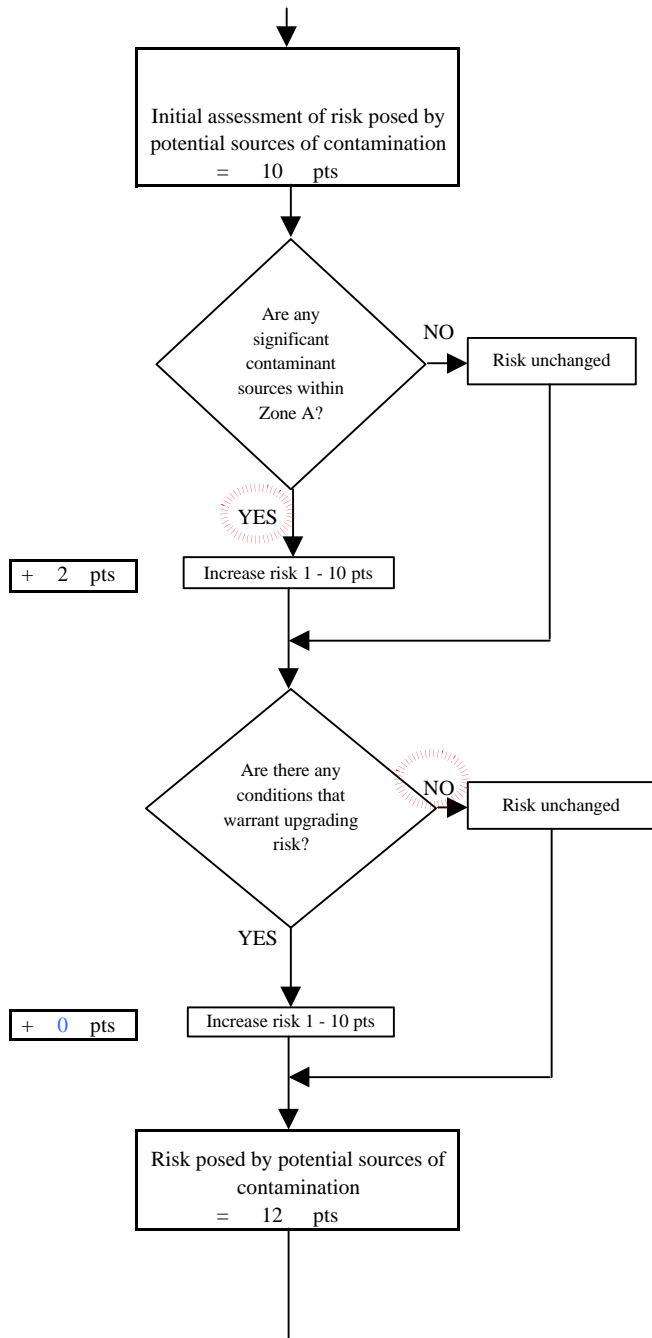 Initial assessment of risk posed by
potential sources of contamination
= 10 pts
Are any
significant
contaminant
sources within
Zone A?
NO
Risk unchanged
YES
+ 2 pts
Increase risk 1 - 10 pts
Are there any
conditions that
warrant upgrading
risk?
NO
Risk unchanged
YES
+ 0 pts
Increase risk 1 - 10 pts
Risk posed by potential sources of
contamination
= 12 pts